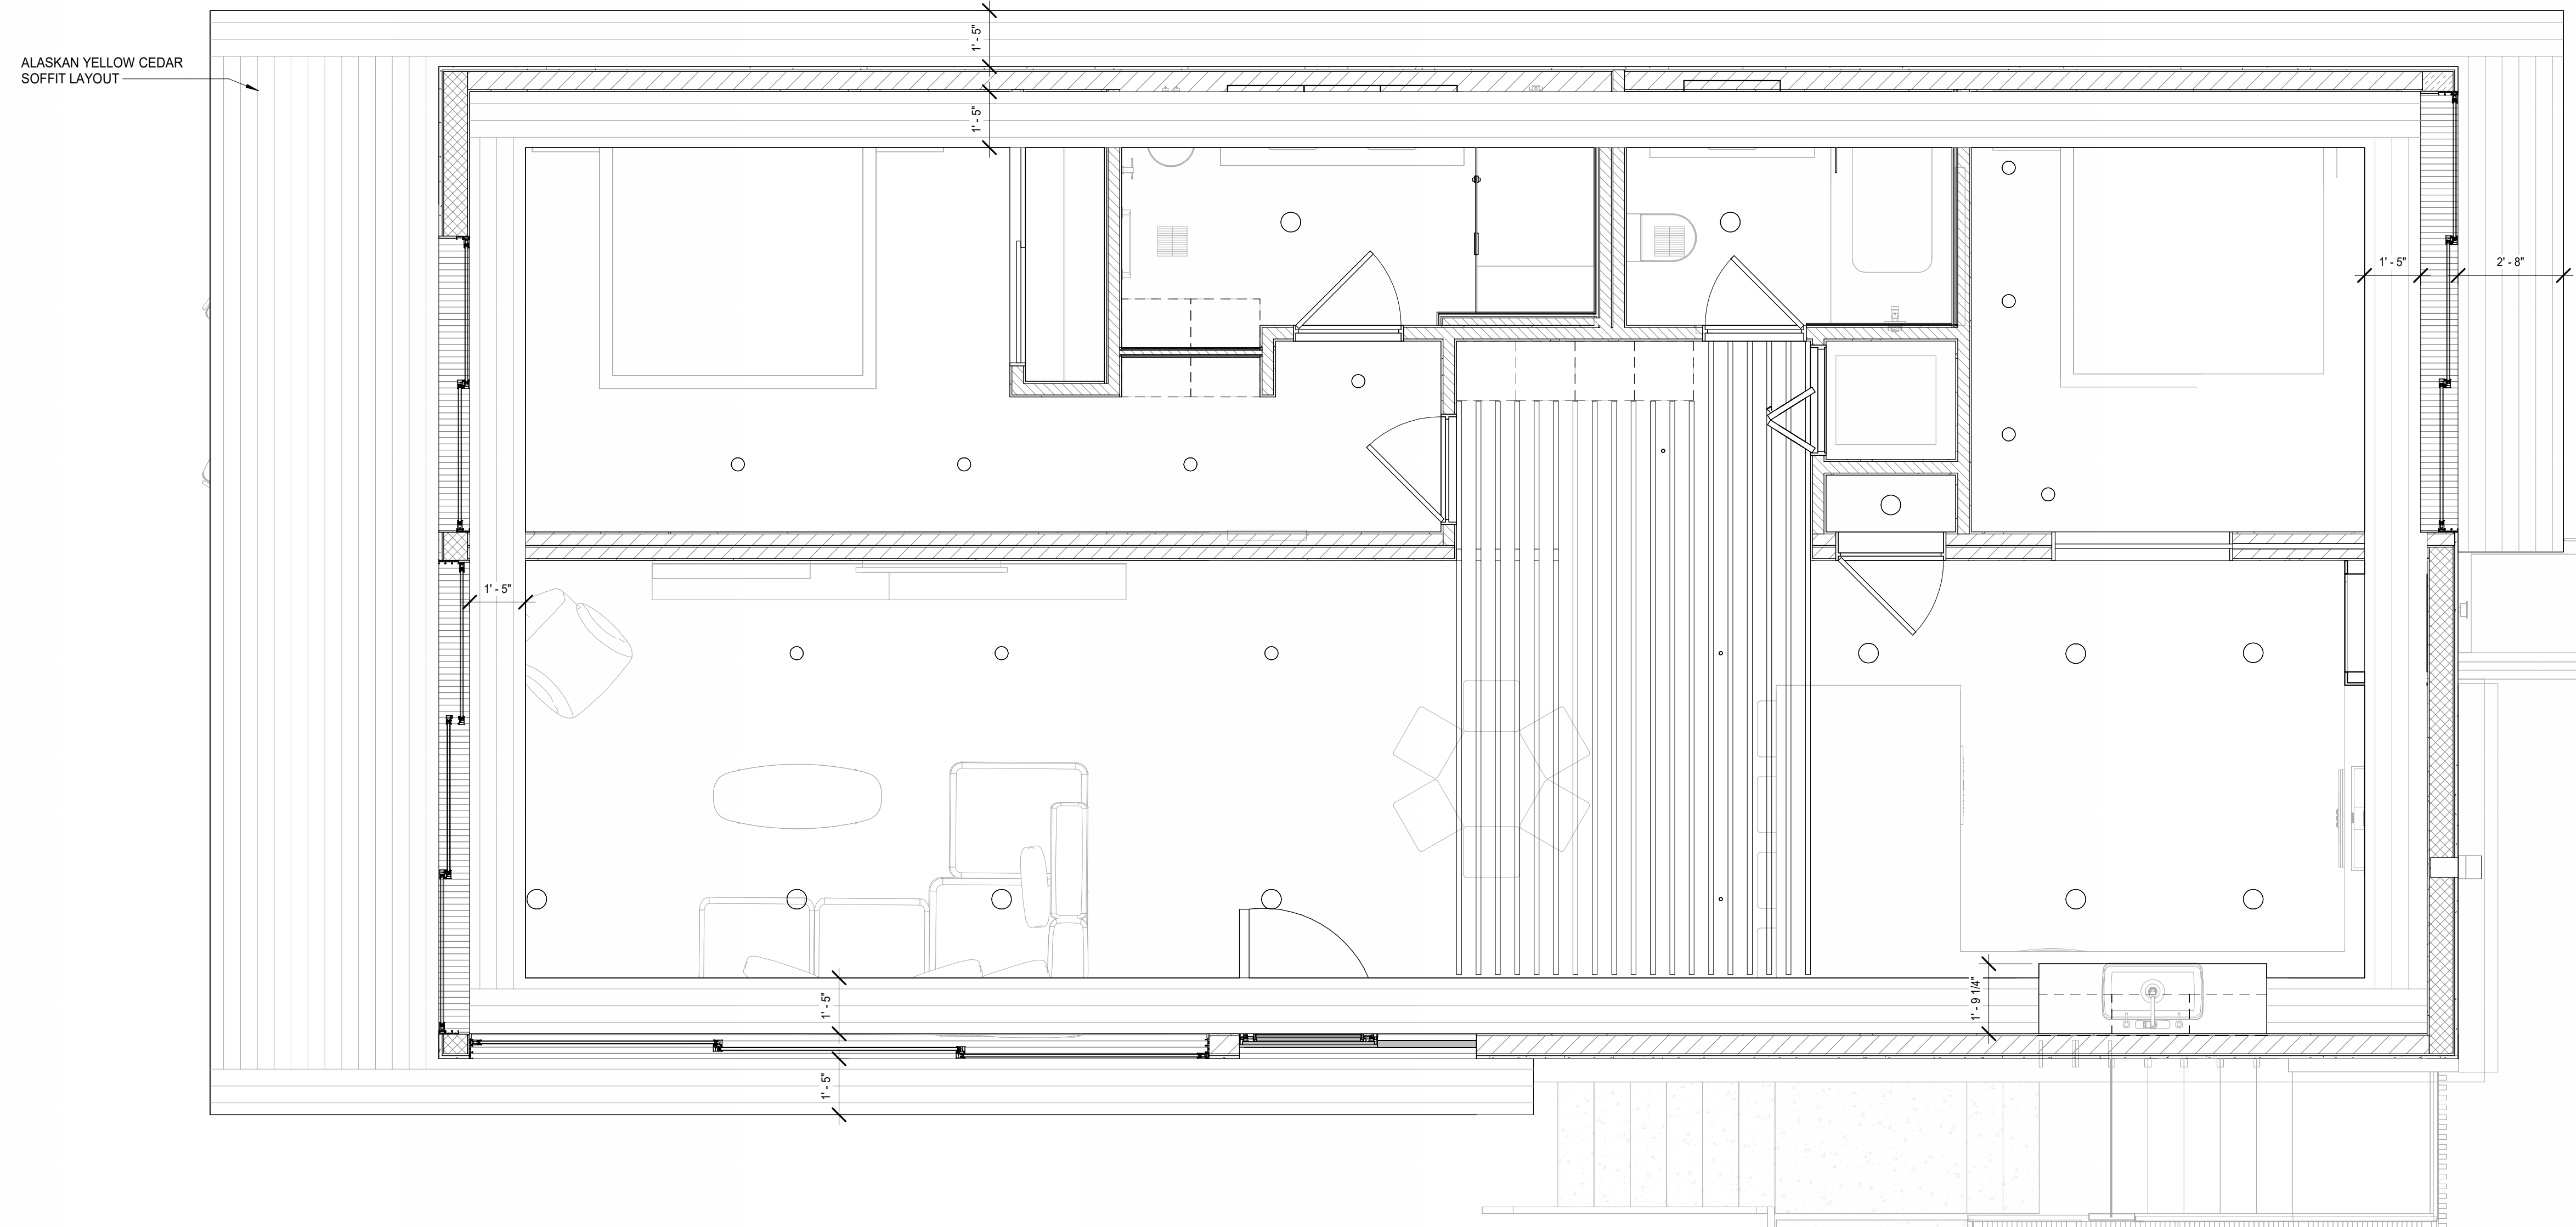 ALASKAN YELLOW CEDAR
SOFFIT LAYOUT
1' - 5"
1' - 5"
1' - 5"
2' - 8"
1' - 5"
1' - 5"
1' - 9 1/4"
1' - 5"